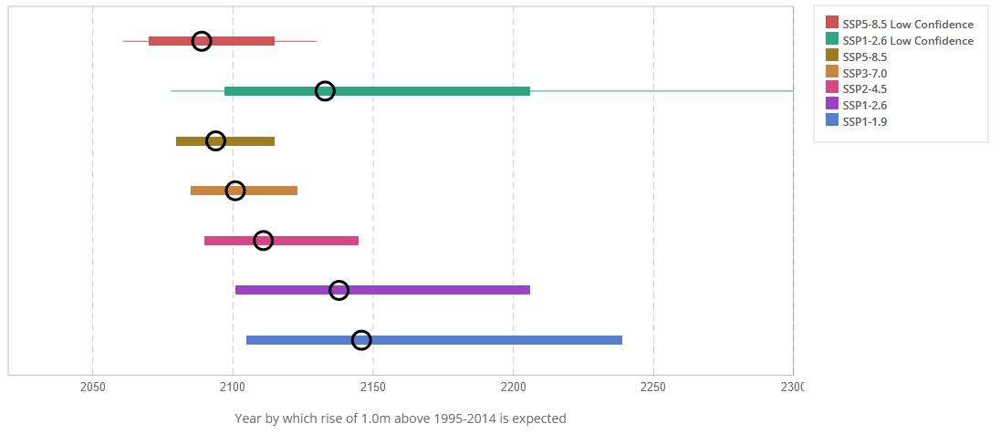 SSP5-8.5 Low Confidence
SSP1-2.6 Low Confidence
SSP5-8.5
SSP3-7.0
SSP2-4.5
SSP1-2.6
SSP1-1.9
2050 2100 2150 2200 2250 2300
Year by which rise of 1.0m above 1995-2014 is expected